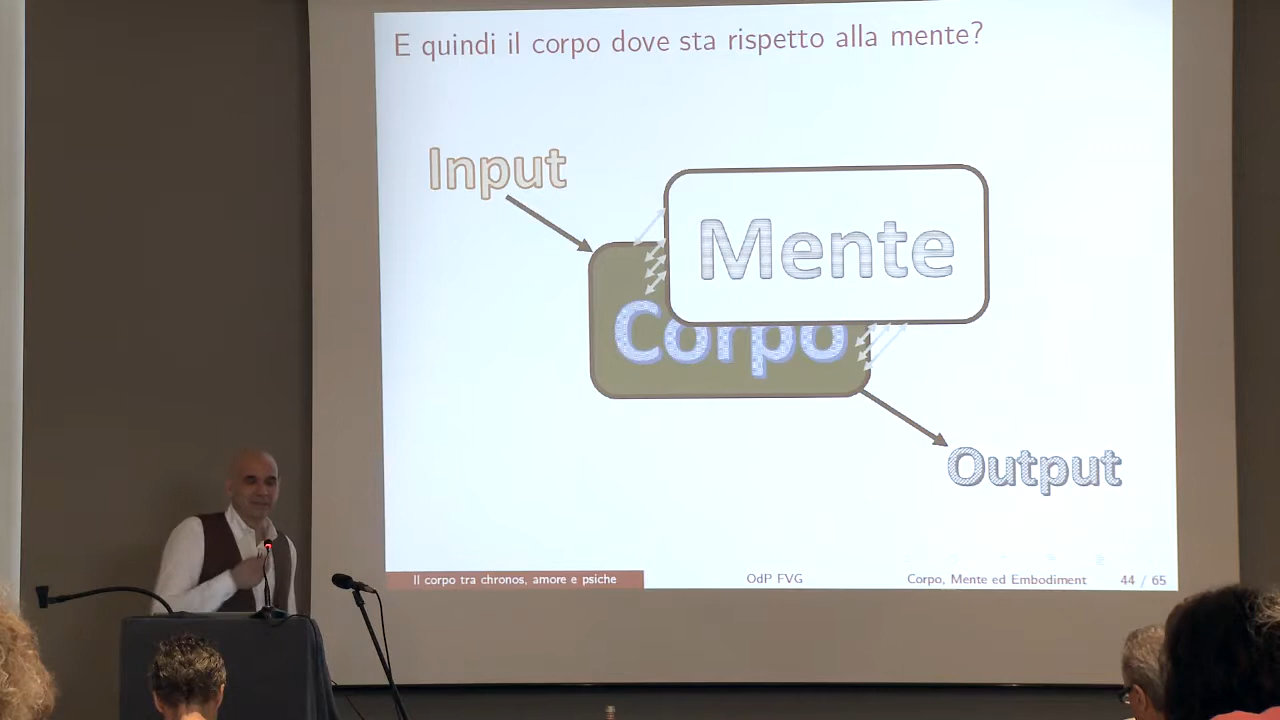 E quindi il corpo dove sta rispetto alla mente?
Input
Mente
Corpo
Output
Il corpo tra chronos, amore e psiche
OdP FVG
Corpo, Mente ed Embodiment
44 / 65